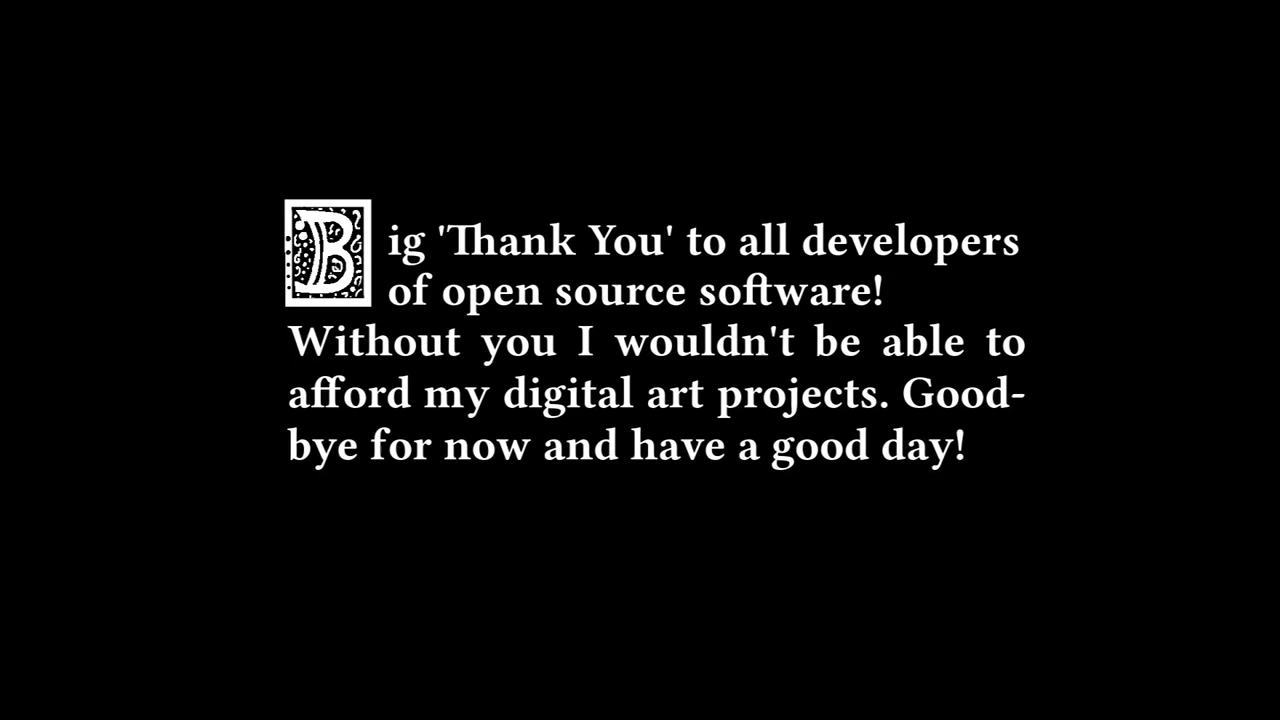 Big 'Thank You' to all developers
of open source software!
Without you I wouldn't be able to
afford my digital art projects. Good-
bye for now and have a good day!